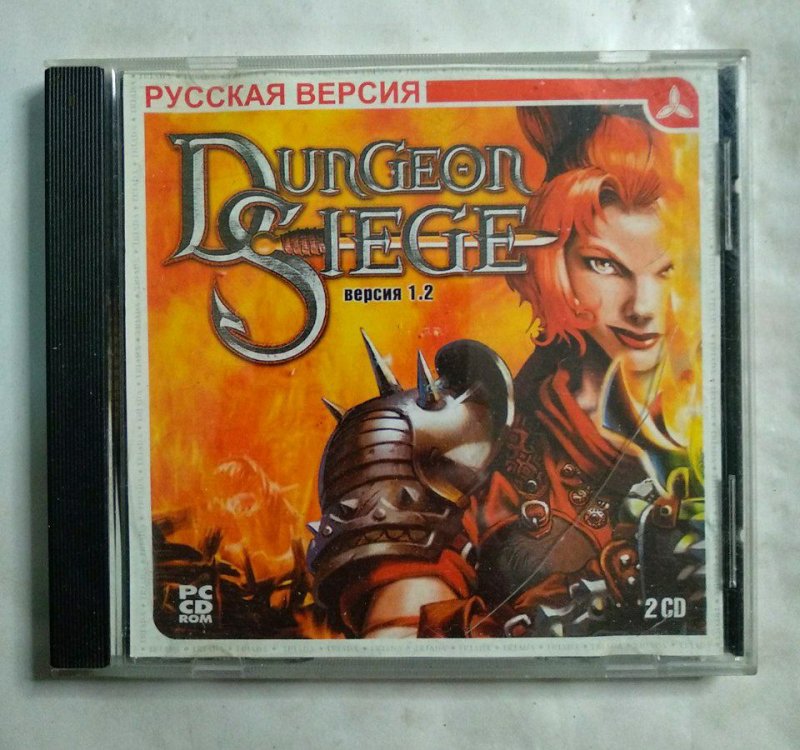 РУССКАЯ ВЕРСИЯ
DUNGEON
SIEGE
версия 1.2
PC
CD
ROM
2 CD